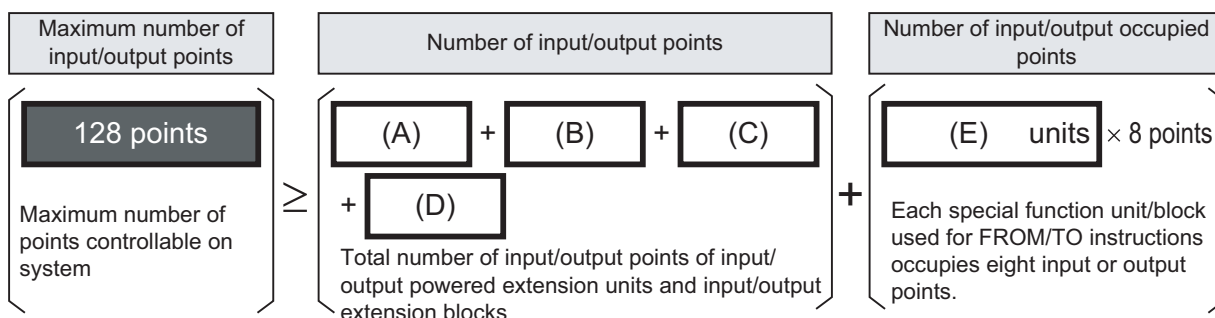 Maximum number of
input/output points
Number of input/output points
Number of input/output occupied
points
128 points
≥
(A) + (B) + (C)
+ (D)
+
(E) units × 8 points
Maximum number of
points controllable on
system
Total number of input/output points of input/
output powered extension units and input/output
extension blocks
Each special function unit/block
used for FROM/TO instructions
occupies eight input or output
points.